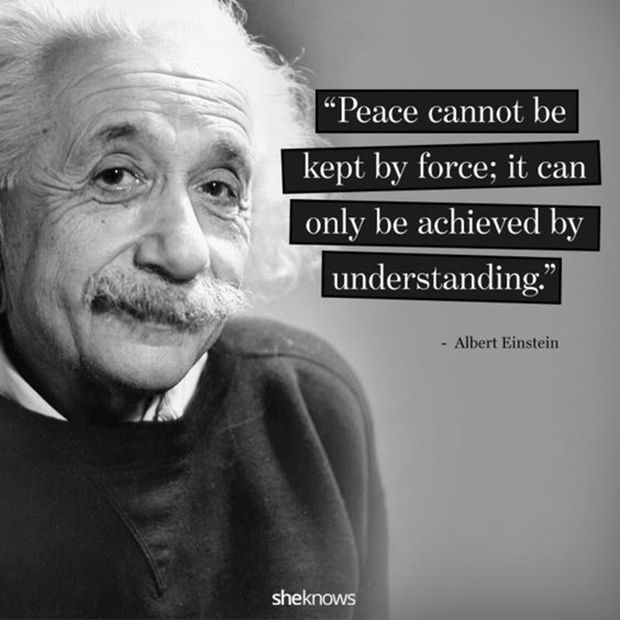 “Peace cannot be
kept by force; it can
only be achieved by
understanding.”
- Albert Einstein
sheknows